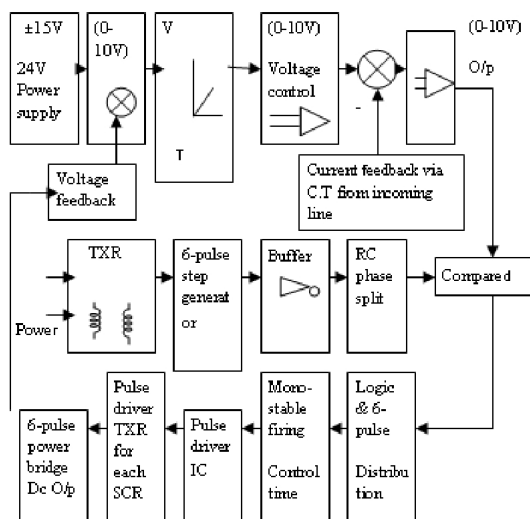 ±15V
24V
Power
supply
(0-
10V)
V
T
(0-10V)
Voltage
control
-
(0-10V)
O/p
Voltage
feedback
Current feedback via
C.T from incoming
line
Power
TXR
6-pulse
step
generat
or
Buffer
RC
phase
split
Compared
6-pulse
power
bridge
Dc O/p
Pulse
driver
TXR
for
each
SCR
Pulse
driver
IC
Mono-
stable
firing
Control
time
Logic
& 6-
pulse
Distribu
tion